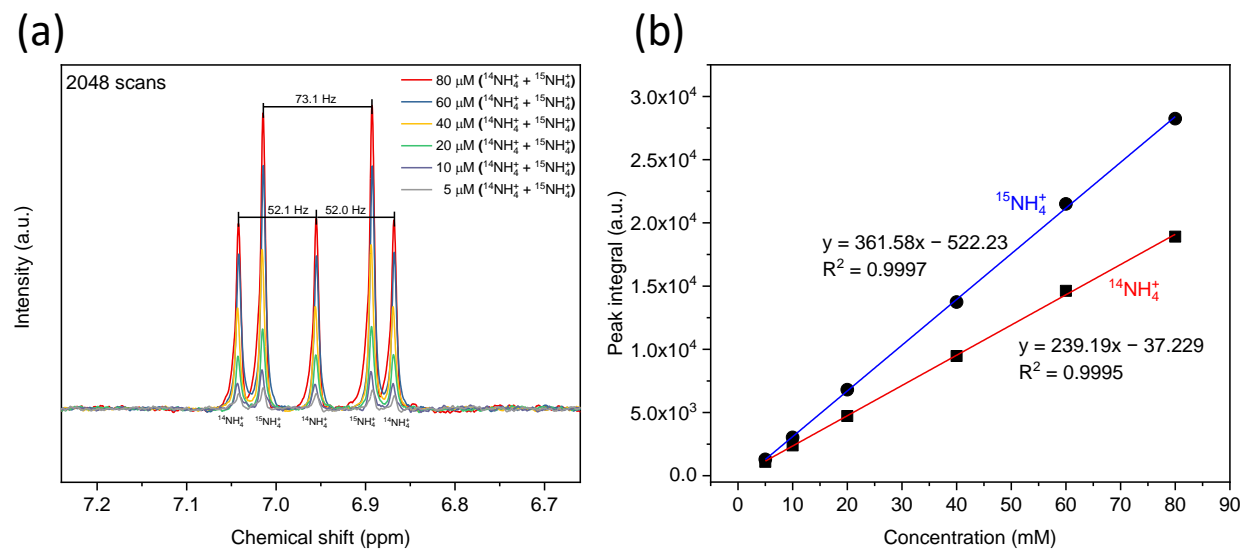 (a)
2048 scans
80 μM (¹⁴NH₄⁺ + ¹⁵NH₄⁺)
60 μM (¹⁴NH₄⁺ + ¹⁵NH₄⁺)
40 μM (¹⁴NH₄⁺ + ¹⁵NH₄⁺)
20 μM (¹⁴NH₄⁺ + ¹⁵NH₄⁺)
10 μM (¹⁴NH₄⁺ + ¹⁵NH₄⁺)
5 μM (¹⁴NH₄⁺ + ¹⁵NH₄⁺)
73.1 Hz
52.1 Hz 52.0 Hz
¹⁴NH₄⁺ ¹⁵NH₄⁺ ¹⁴NH₄⁺ ¹⁵NH₄⁺ ¹⁴NH₄⁺
Intensity (a.u.)
7.2 7.1 7.0 6.9 6.8 6.7
Chemical shift (ppm)
(b)
Peak integral (a.u.)
3.0x10⁴
2.5x10⁴
2.0x10⁴
1.5x10⁴
1.0x10⁴
5.0x10³
0.0
¹⁵NH₄⁺
y = 361.58x − 522.23
R² = 0.9997
¹⁴NH₄⁺
y = 239.19x − 37.229
R² = 0.9995
0 10 20 30 40 50 60 70 80 90
Concentration (mM)